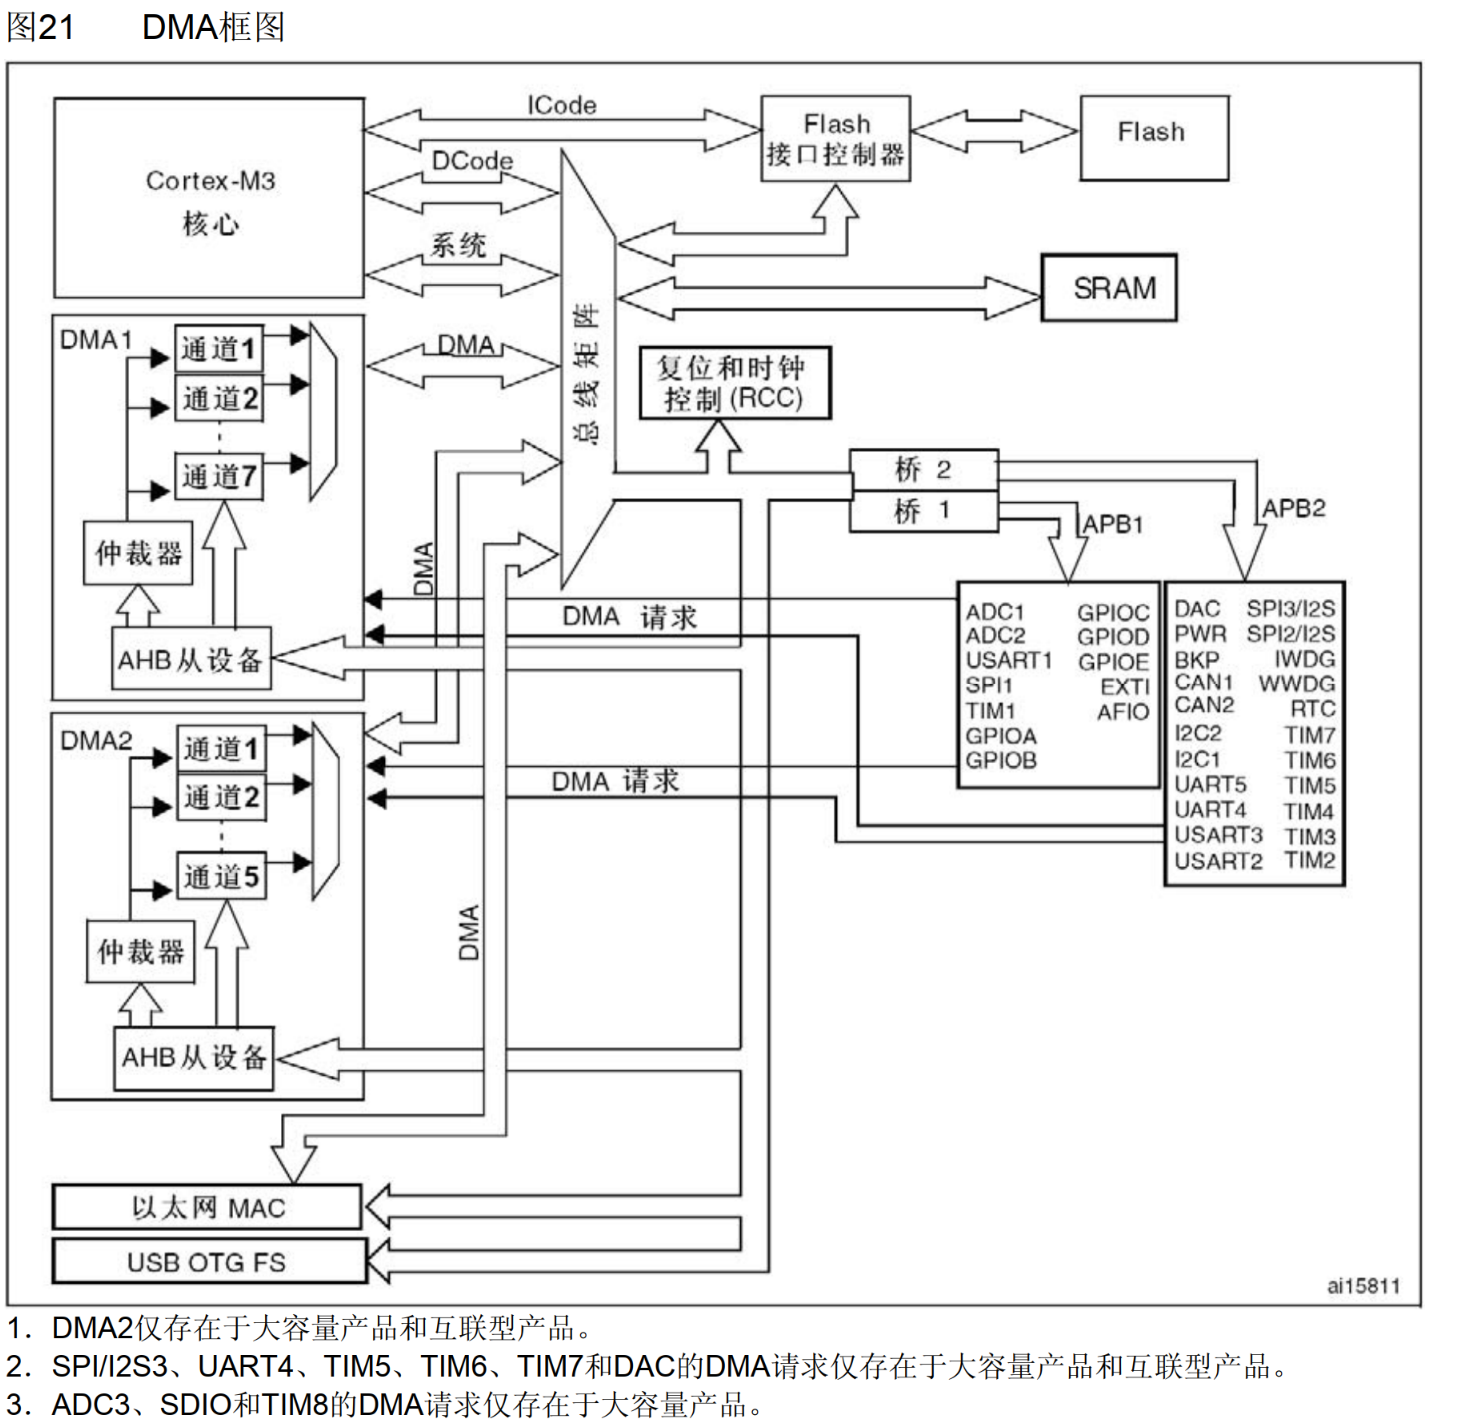 图21 DMA框图
ICode
Flash
接口控制器
Flash
Cortex-M3
核心
DCode
系统
SRAM
DMA1
通道1
通道2
通道7
仲裁器
AHB从设备
DMA
总线矩阵
复位和时钟
控制(RCC)
桥 2
桥 1
APB1
APB2
DMA
DMA 请求
ADC1 GPIOC
ADC2 GPIOD
USART1 GPIOE
SPI1 EXTI
TIM1 AFIO
GPIOA
GPIOB
DAC SPI3/I2S
PWR SPI2/I2S
BKP IWDG
CAN1 WWDG
CAN2 RTC
I2C2 TIM7
I2C1 TIM6
UART5 TIM5
UART4 TIM4
USART3 TIM3
USART2 TIM2
DMA2
通道1
通道2
通道5
仲裁器
AHB从设备
DMA 请求
DMA
以太网 MAC
USB OTG FS
ai15811
1. DMA2仅存在于大容量产品和互联型产品。
2. SPI/I2S3、UART4、TIM5、TIM6、TIM7和DAC的DMA请求仅存在于大容量产品和互联型产品。
3. ADC3、SDIO和TIM8的DMA请求仅存在于大容量产品。